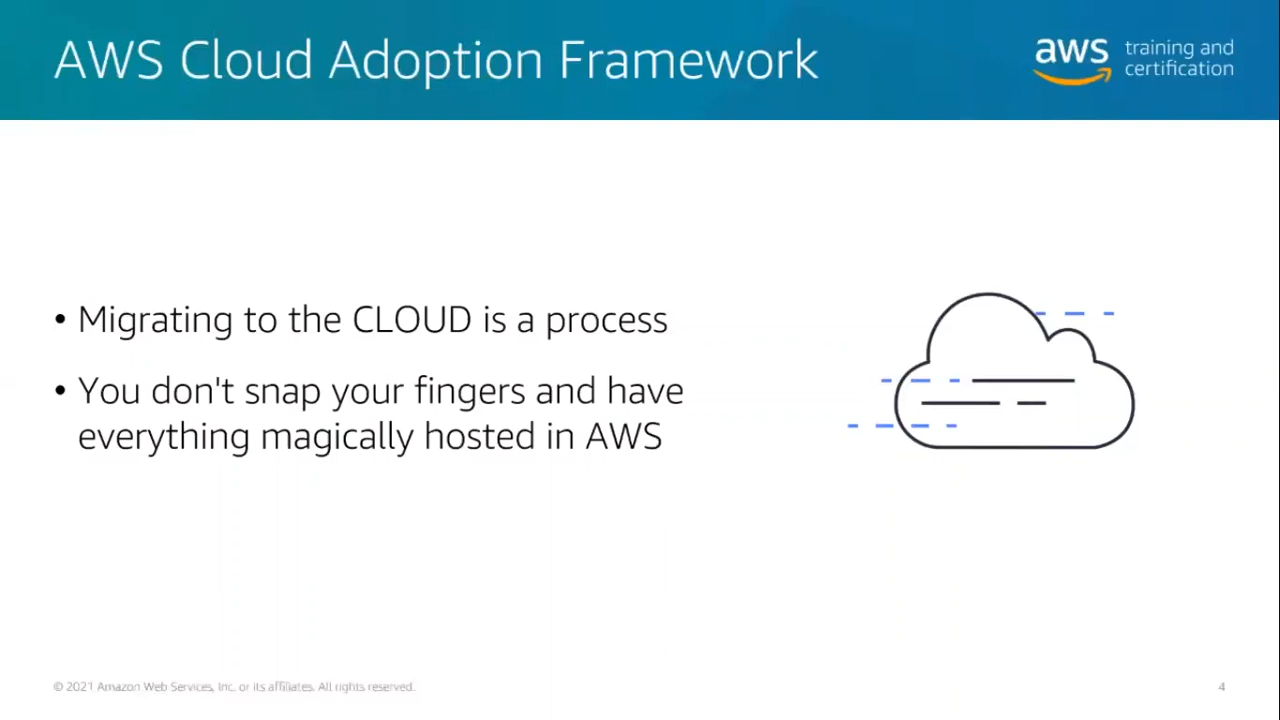 AWS Cloud Adoption Framework
aws training and
certification
• Migrating to the CLOUD is a process
• You don't snap your fingers and have
everything magically hosted in AWS
© 2021 Amazon Web Services, Inc. or its affiliates. All rights reserved.
4